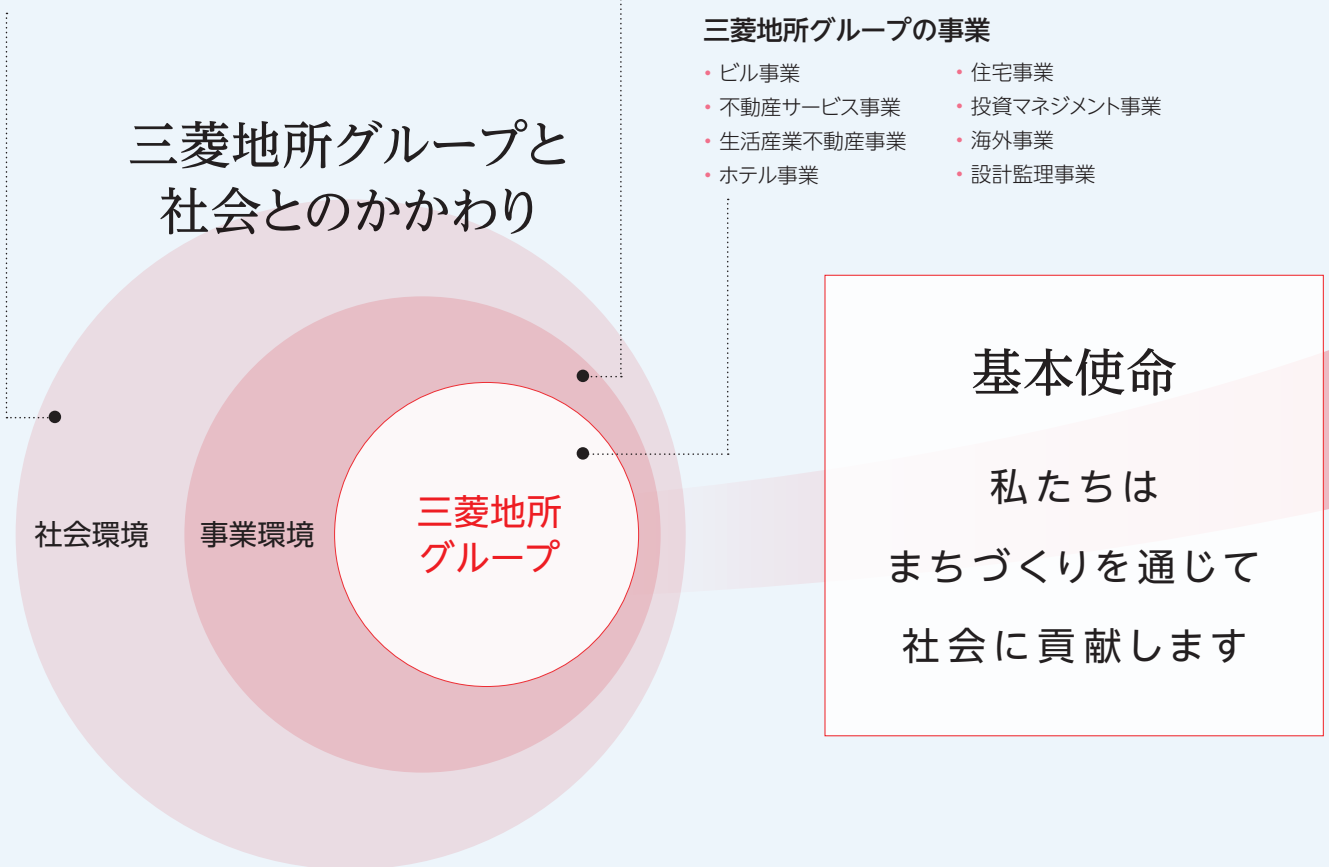 三菱地所グループの事業
• ビル事業
• 不動産サービス事業
• 生活産業不動産事業
• ホテル事業
• 住宅事業
• 投資マネジメント事業
• 海外事業
• 設計監理事業
三菱地所グループと
社会とのかかわり
社会環境
事業環境
三菱地所
グループ
基本使命
私たちは
まちづくりを通じて
社会に貢献します